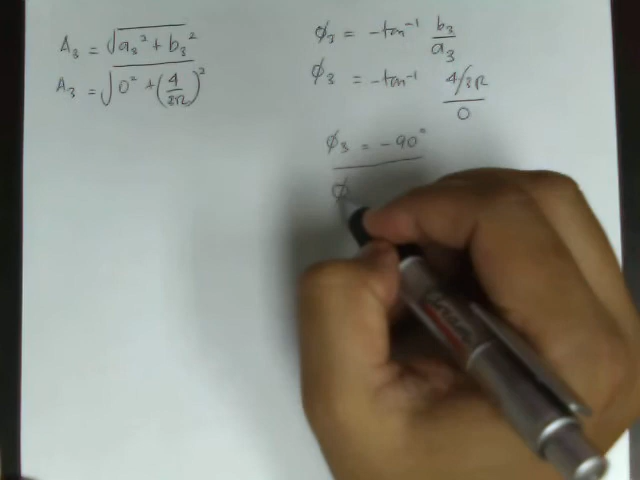 A₃ = √(a₃² + b₃²)
A₃ = √(0² + (4/3π)²)
φ₃ = -tan⁻¹ b₃/a₃
φ₃ = -tan⁻¹ (4/3π)/0
φ₃ = -90°
φ